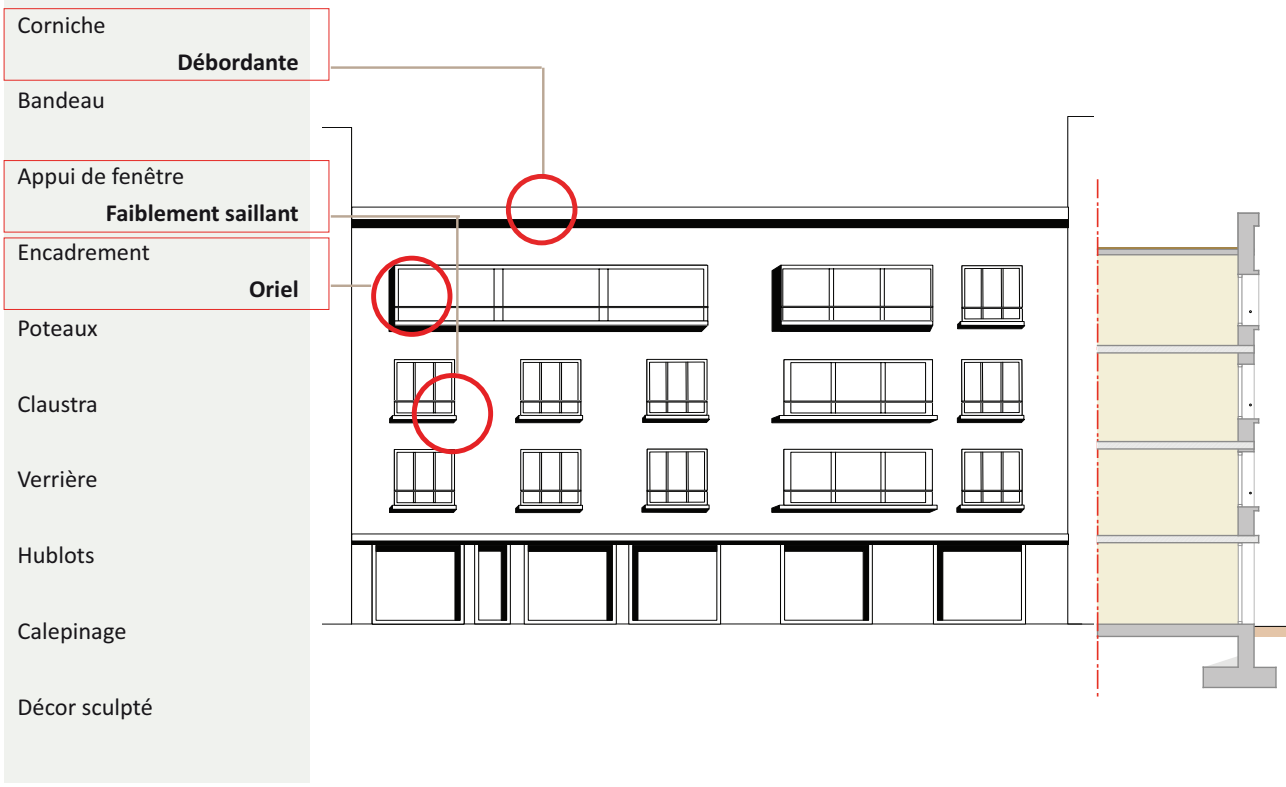 Corniche
Débordante
Bandeau
Appui de fenêtre
Faiblement saillant
Encadrement
Oriel
Poteaux
Claustra
Verrière
Hublots
Calepinage
Décor sculpté